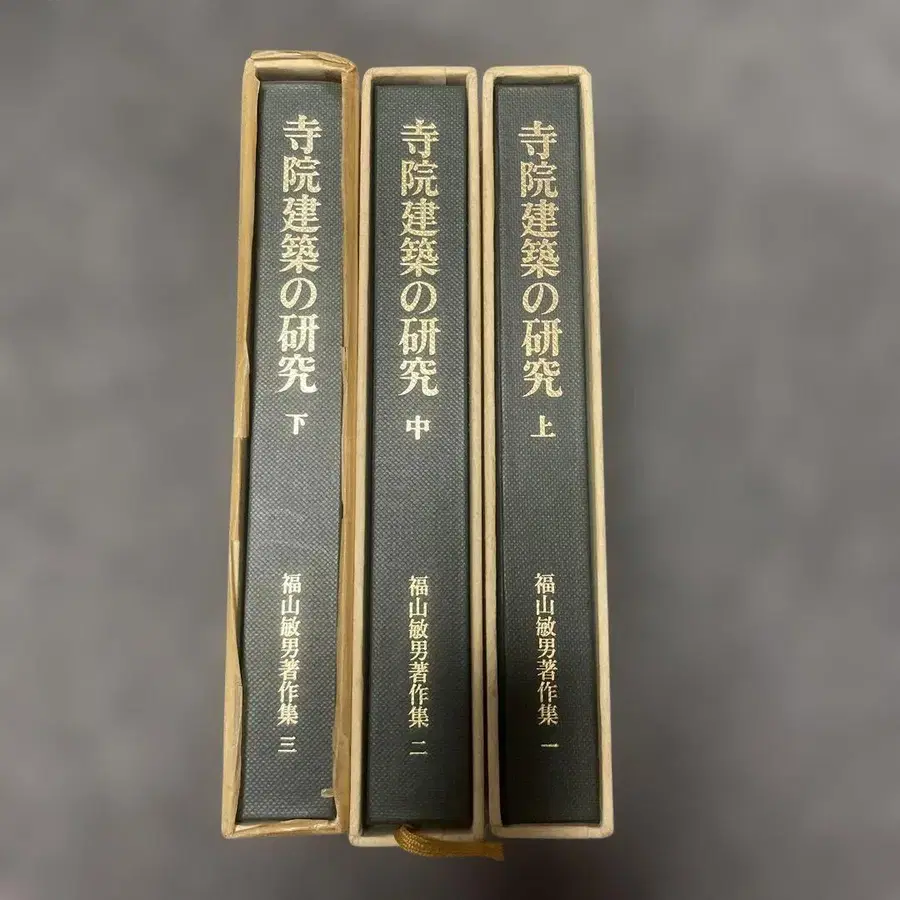 寺院建築の研究 上
福山敏男著作集 一
寺院建築の研究 中
福山敏男著作集 二
寺院建築の研究 下
福山敏男著作集 三